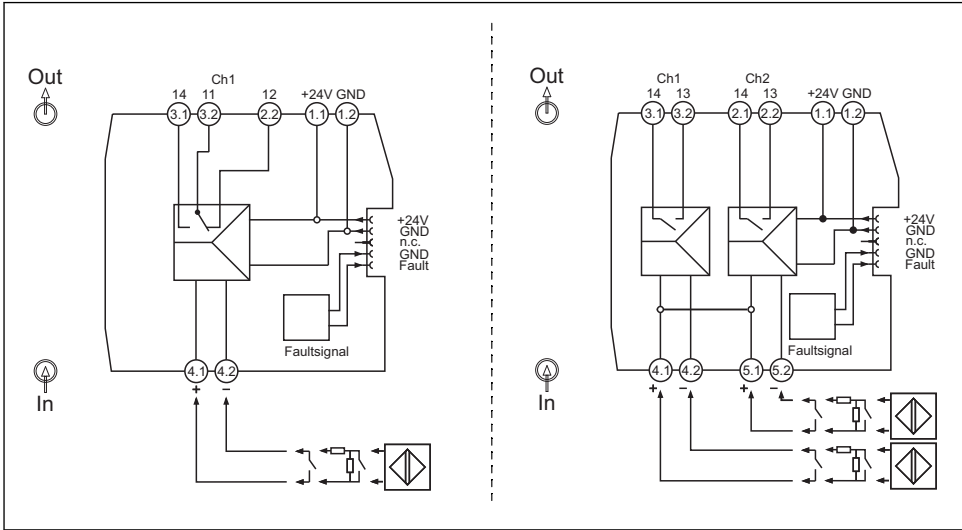 Out
Ch1
14 11 12 +24V GND
3.1 3.2 2.2 1.1 1.2
+24V
GND
n.c.
GND
Fault
Faultsignal
4.1 4.2
+ –
In
Out
Ch1 Ch2
14 13 14 13 +24V GND
3.1 3.2 2.1 2.2 1.1 1.2
+24V
GND
n.c.
GND
Fault
Faultsignal
4.1 4.2 5.1 5.2
+ – + –
In